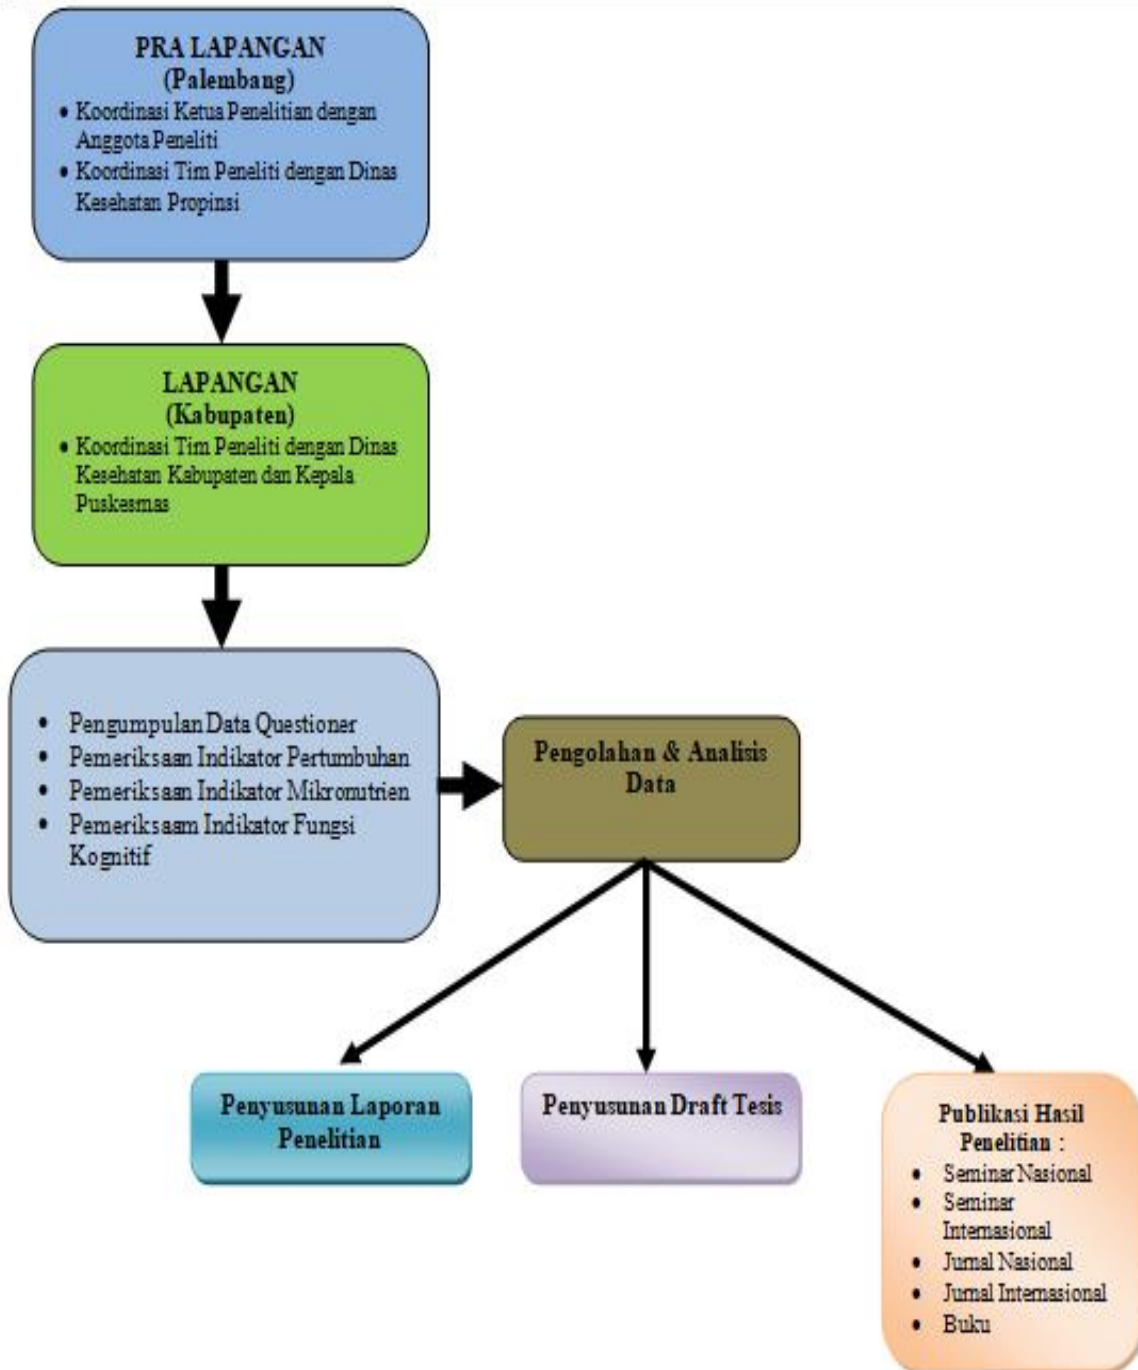 PRA LAPANGAN
(Palembang)
• Koordinasi Ketua Penelitian dengan
Anggota Peneliti
• Koordinasi Tim Peneliti dengan Dinas
Kesehatan Propinsi
LAPANGAN
(Kabupaten)
• Koordinasi Tim Peneliti dengan Dinas
Kesehatan Kabupaten dan Kepala
Puskesmas
• Pengumpulan Data Questioner
• Pemeriksaan Indikator Pertumbuhan
• Pemeriksaan Indikator Mikronutrien
• Pemeriksaam Indikator Fungsi
Kognitif
Pengolahan & Analisis
Data
Penyusunan Laporan
Penelitian
Penyusunan Draft Tesis
Publikasi Hasil
Penelitian :
• Seminar Nasional
• Seminar
Internasional
• Jurnal Nasional
• Jurnal Internasional
• Buku